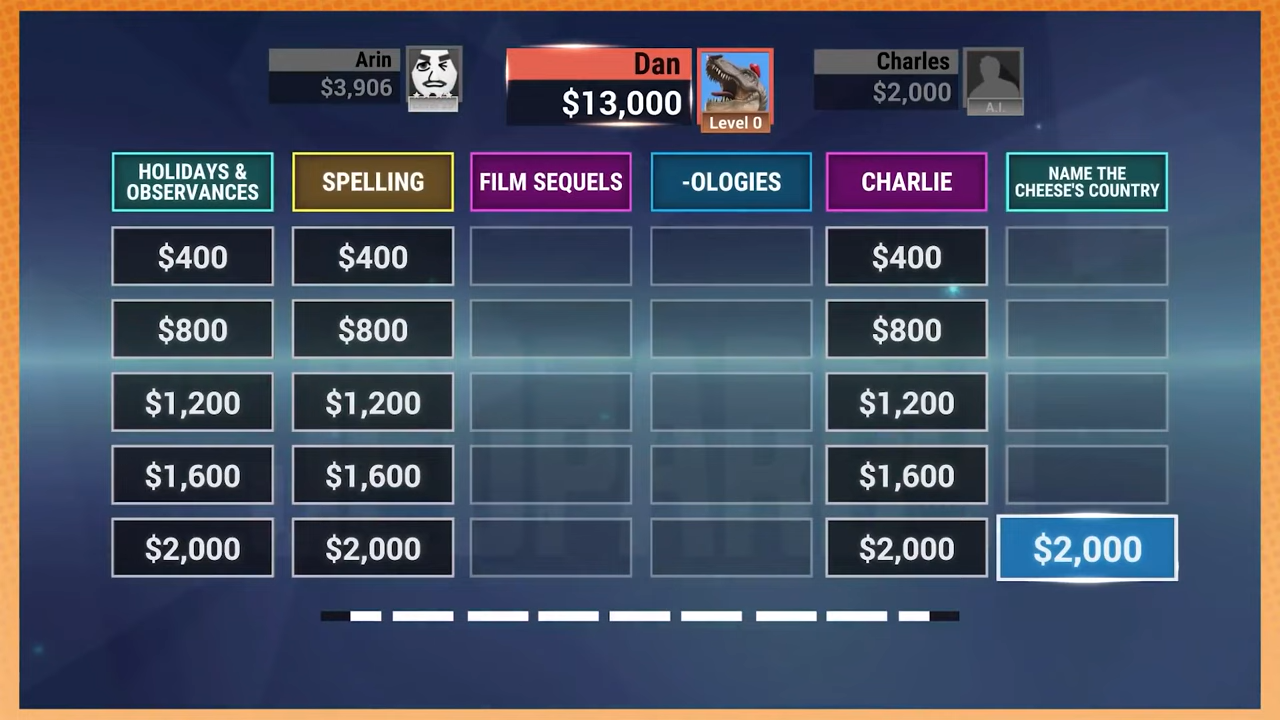 Arin
$3,906
Dan
$13,000
Level 0
Charles
$2,000
A.I.
HOLIDAYS &
OBSERVANCES
SPELLING
FILM SEQUELS
-OLOGIES
CHARLIE
NAME THE
CHEESE'S COUNTRY
$400
$400
$400
$800
$800
$800
$1,200
$1,200
$1,200
$1,600
$1,600
$1,600
$2,000
$2,000
$2,000
$2,000